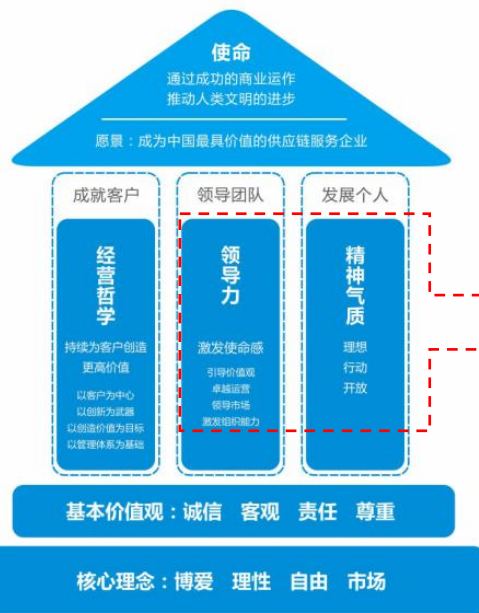 使命
通过成功的商业运作
推动人类文明的进步
愿景：成为中国最具价值的供应链服务企业
成就客户
经营哲学
持续为客户创造
更高价值
以客户为中心
以创新为武器
以创造价值为目标
以管理体系为基础
领导团队
领导力
激发使命感
引导价值观
卓越运营
领导市场
激发组织能力
发展个人
精神气质
理想
行动
开放
基本价值观：诚信 客观 责任 尊重
核心理念：博爱 理性 自由 市场